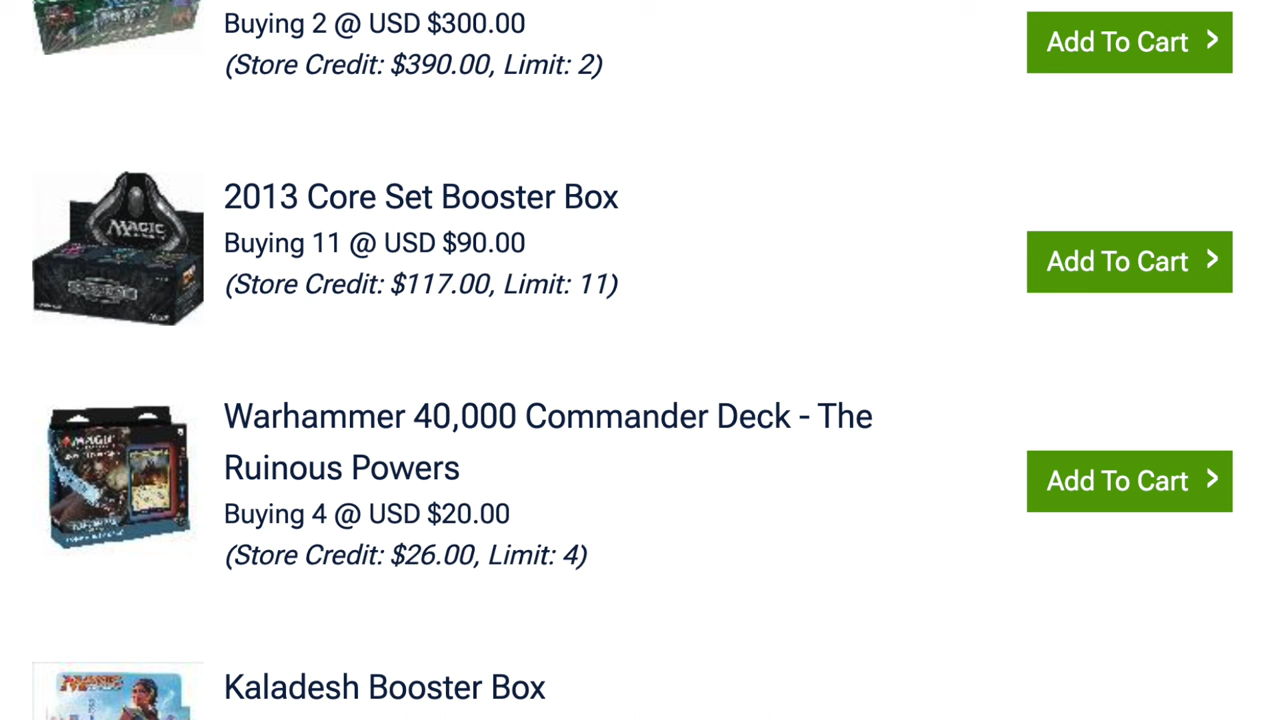 Buying 2 @ USD $300.00
(Store Credit: $390.00, Limit: 2)
Add To Cart
2013 Core Set Booster Box
Buying 11 @ USD $90.00
(Store Credit: $117.00, Limit: 11)
Add To Cart
MAGIC
Warhammer 40,000 Commander Deck - The
Ruinous Powers
Buying 4 @ USD $20.00
(Store Credit: $26.00, Limit: 4)
Add To Cart
MAGIC
Kaladesh Booster Box
MAGIC